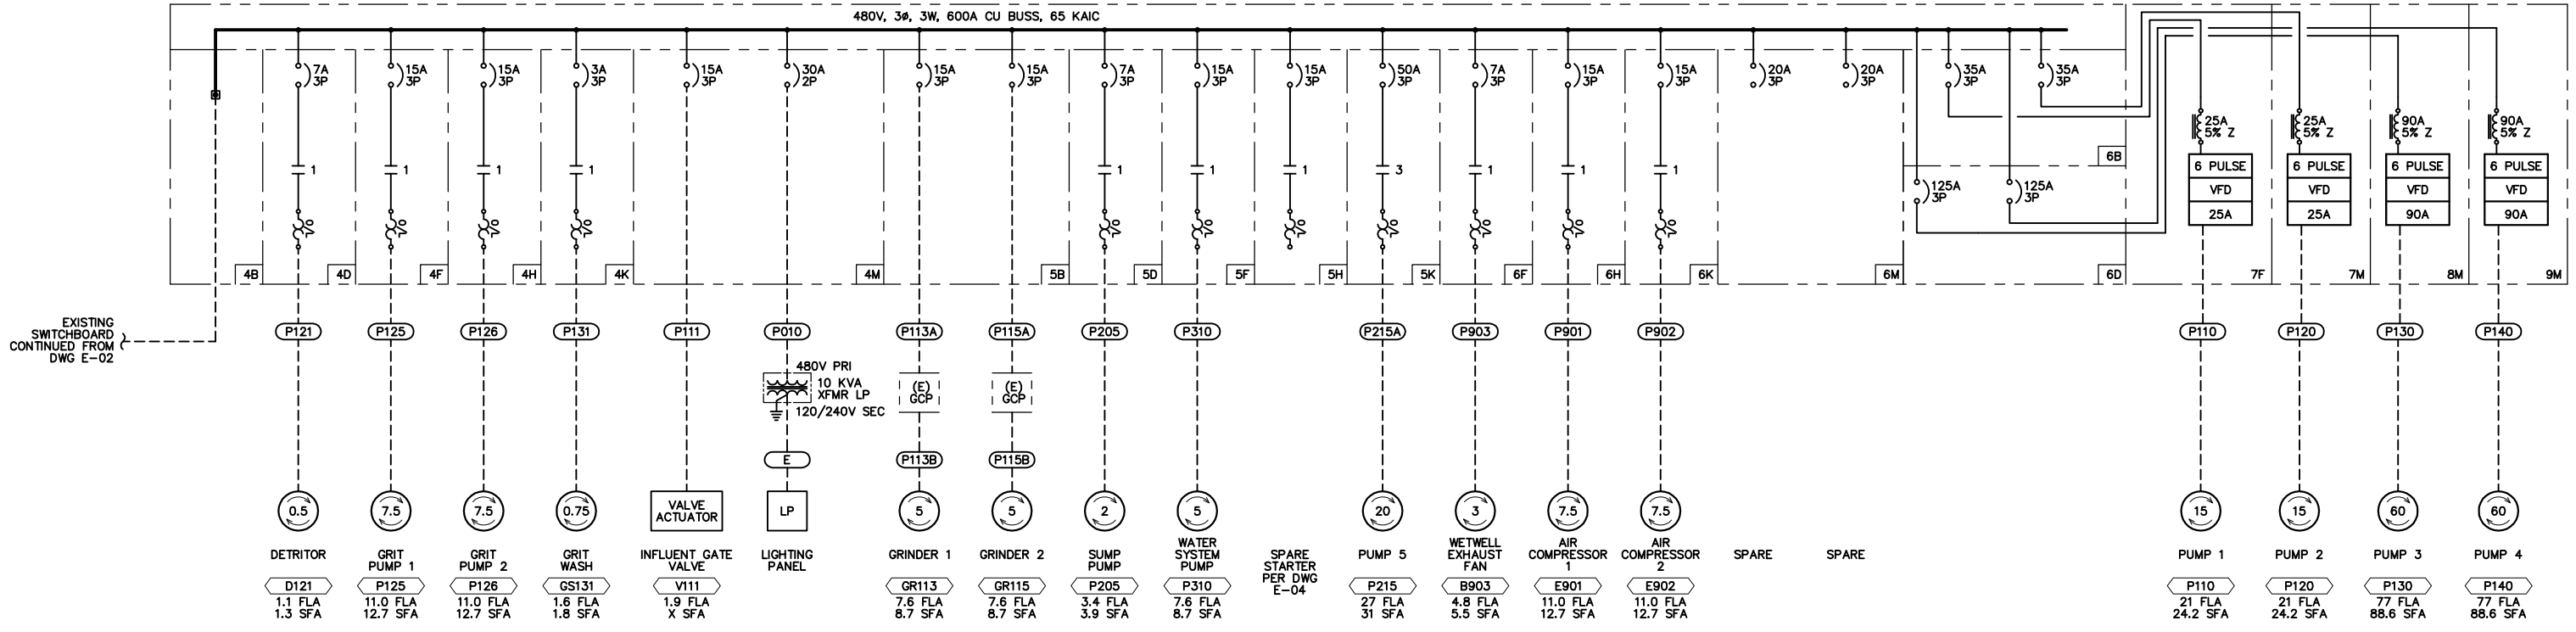 480V, 3ø, 3W, 600A CU BUSS, 65 KAIC
7A
3P
15A
3P
15A
3P
3A
3P
15A
3P
30A
2P
15A
3P
15A
3P
7A
3P
15A
3P
15A
3P
50A
3P
7A
3P
15A
3P
15A
3P
20A
3P
20A
3P
35A
3P
35A
3P
25A
5% Z
25A
5% Z
90A
5% Z
90A
5% Z
1
1
1
1
1
1
1
3
1
1
1
6B
125A
3P
125A
3P
6 PULSE
VFD
25A
6 PULSE
VFD
25A
6 PULSE
VFD
90A
6 PULSE
VFD
90A
O/L
O/L
O/L
O/L
O/L
O/L
O/L
O/L
O/L
O/L
O/L
4B
4D
4F
4H
4K
4M
5B
5D
5F
5H
5K
6F
6H
6K
6M
6D
7F
7M
8M
9M
EXISTING
SWITCHBOARD
CONTINUED FROM
DWG E-02
P121
P125
P126
P131
P111
P010
P113A
P115A
P205
P310
P215A
P903
P901
P902
P110
P120
P130
P140
480V PRI
10 KVA
XFMR LP
120/240V SEC
(E)
GCP
(E)
GCP
E
P113B
P115B
0.5
7.5
7.5
0.75
VALVE
ACTUATOR
LP
5
5
2
5
20
3
7.5
7.5
15
15
60
60
DETRITOR
D121
1.1 FLA
1.3 SFA
GRIT
PUMP 1
P125
11.0 FLA
12.7 SFA
GRIT
PUMP 2
P126
11.0 FLA
12.7 SFA
GRIT
WASH
GS131
1.6 FLA
1.8 SFA
INFLUENT GATE
VALVE
V111
1.9 FLA
X SFA
LIGHTING
PANEL
GRINDER 1
GR113
7.6 FLA
8.7 SFA
GRINDER 2
GR115
7.6 FLA
8.7 SFA
SUMP
PUMP
P205
3.4 FLA
3.9 SFA
WATER
SYSTEM
PUMP
P310
7.6 FLA
8.7 SFA
SPARE
STARTER
PER DWG
E-04
PUMP 5
P215
27 FLA
31 SFA
WETWELL
EXHAUST
FAN
B903
4.8 FLA
5.5 SFA
AIR
COMPRESSOR
1
E901
11.0 FLA
12.7 SFA
AIR
COMPRESSOR
2
E902
11.0 FLA
12.7 SFA
SPARE
SPARE
PUMP 1
P110
21 FLA
24.2 SFA
PUMP 2
P120
21 FLA
24.2 SFA
PUMP 3
P130
77 FLA
88.6 SFA
PUMP 4
P140
77 FLA
88.6 SFA